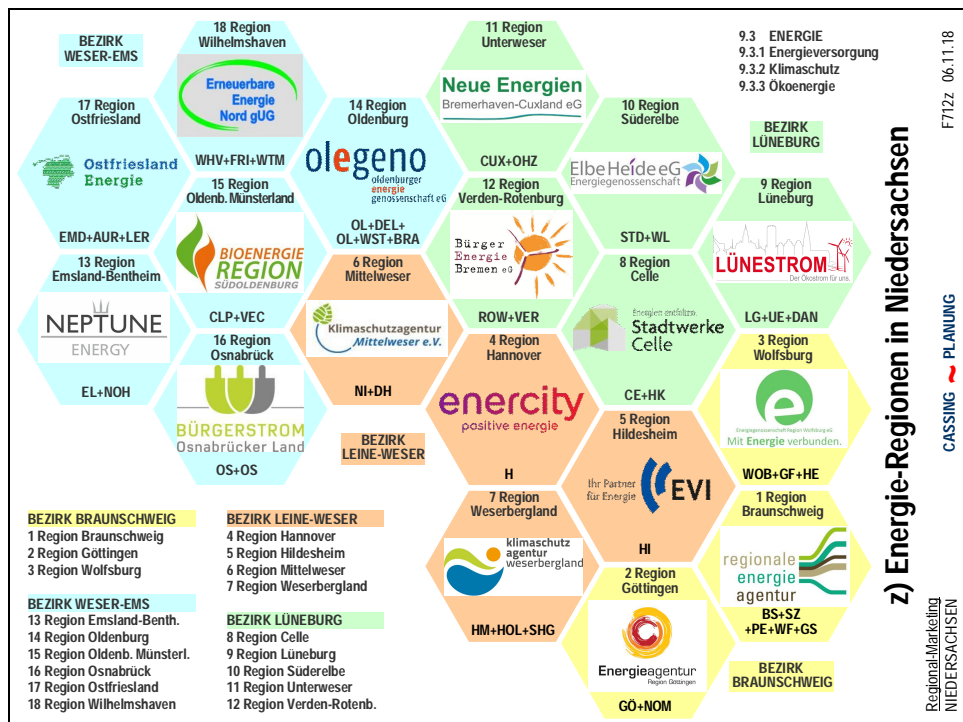 BEZIRK
WESER-EMS
18 Region
Wilhelmshaven
Erneuerbare
Energie
Nord gUG
WHV+FRI+WTM
11 Region
Unterweser
Neue Energien
Bremerhaven-Cuxland eG
CUX+OHZ
9.3 ENERGIE
9.3.1 Energieversorgung
9.3.2 Klimaschutz
9.3.3 Ökoenergie
17 Region
Ostfriesland
Ostfriesland
Energie
EMD+AUR+LER
14 Region
Oldenburg
olegeno
oldenburger
energie
genossenschaft eG
OL+DEL+
OL+WST+BRA
10 Region
Süderelbe
Elbe Heide eG
Energiegenossenschaft
STD+WL
BEZIRK
LÜNEBURG
15 Region
Oldenb. Münsterland
BIOENERGIE
REGION
SÜDOLDENBURG
CLP+VEC
12 Region
Verden-Rotenburg
Bürger
Energie
Bremen eG
ROW+VER
9 Region
Lüneburg
LÜNESTROM
Der Ökostrom für uns.
LG+UE+DAN
13 Region
Emsland-Bentheim
NEPTUNE
ENERGY
EL+NOH
6 Region
Mittelweser
Klimaschutzagentur
Mittelweser e.V.
NI+DH
8 Region
Celle
Energien entfalten.
Stadtwerke
Celle
CE+HK
16 Region
Osnabrück
BÜRGERSTROM
Osnabrücker Land
OS+OS
4 Region
Hannover
enercity
positive energie
H
3 Region
Wolfsburg
e
Energiegenossenschaft Region Wolfsburg eG
Mit Energie verbunden.
WOB+GF+HE
BEZIRK
LEINE-WESER
5 Region
Hildesheim
Ihr Partner
für Energie
EVI
HI
7 Region
Weserbergland
klimaschutz
agentur
weserbergland
HM+HOL+SHG
1 Region
Braunschweig
regionale
energie
agentur
BS+SZ
+PE+WF+GS
2 Region
Göttingen
Energieagentur
Region Göttingen
GÖ+NOM
BEZIRK
BRAUNSCHWEIG
BEZIRK BRAUNSCHWEIG
1 Region Braunschweig
2 Region Göttingen
3 Region Wolfsburg
BEZIRK LEINE-WESER
4 Region Hannover
5 Region Hildesheim
6 Region Mittelweser
7 Region Weserbergland
BEZIRK WESER-EMS
13 Region Emsland-Benth.
14 Region Oldenburg
15 Region Oldenb. Münsterl.
16 Region Osnabrück
17 Region Ostfriesland
18 Region Wilhelmshaven
BEZIRK LÜNEBURG
8 Region Celle
9 Region Lüneburg
10 Region Süderelbe
11 Region Unterweser
12 Region Verden-Rotenb.
z) Energie-Regionen in Niedersachsen
F712z 06.11.18
CASSING ~ PLANUNG
Regional-Marketing
NIEDERSACHSEN